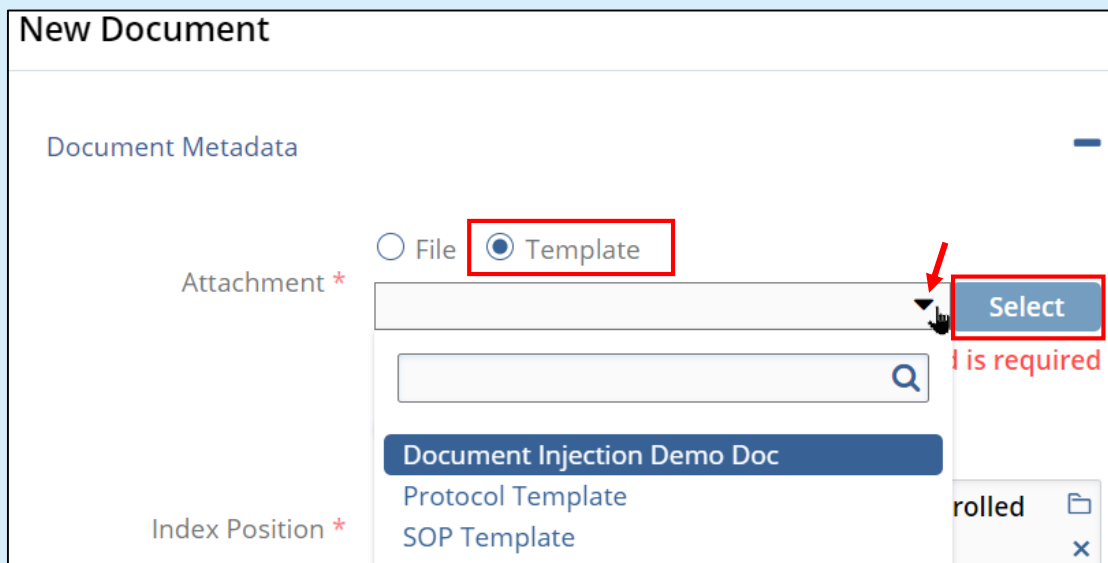 New Document
Document Metadata
File Template
Attachment *
Select
is required
Document Injection Demo Doc
Protocol Template
rolled
Index Position *
SOP Template